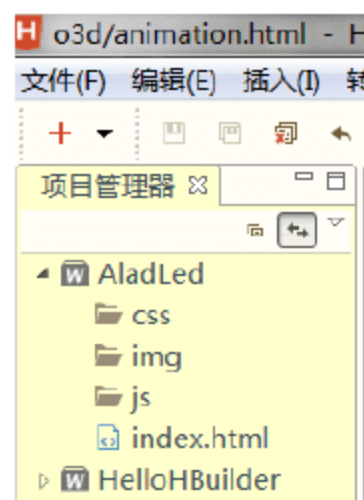 H o3d/animation.html - H
文件(F) 编辑(E) 插入(I) 转
项目管理器
W AladLed
css
img
js
index.html
W HelloHBuilder